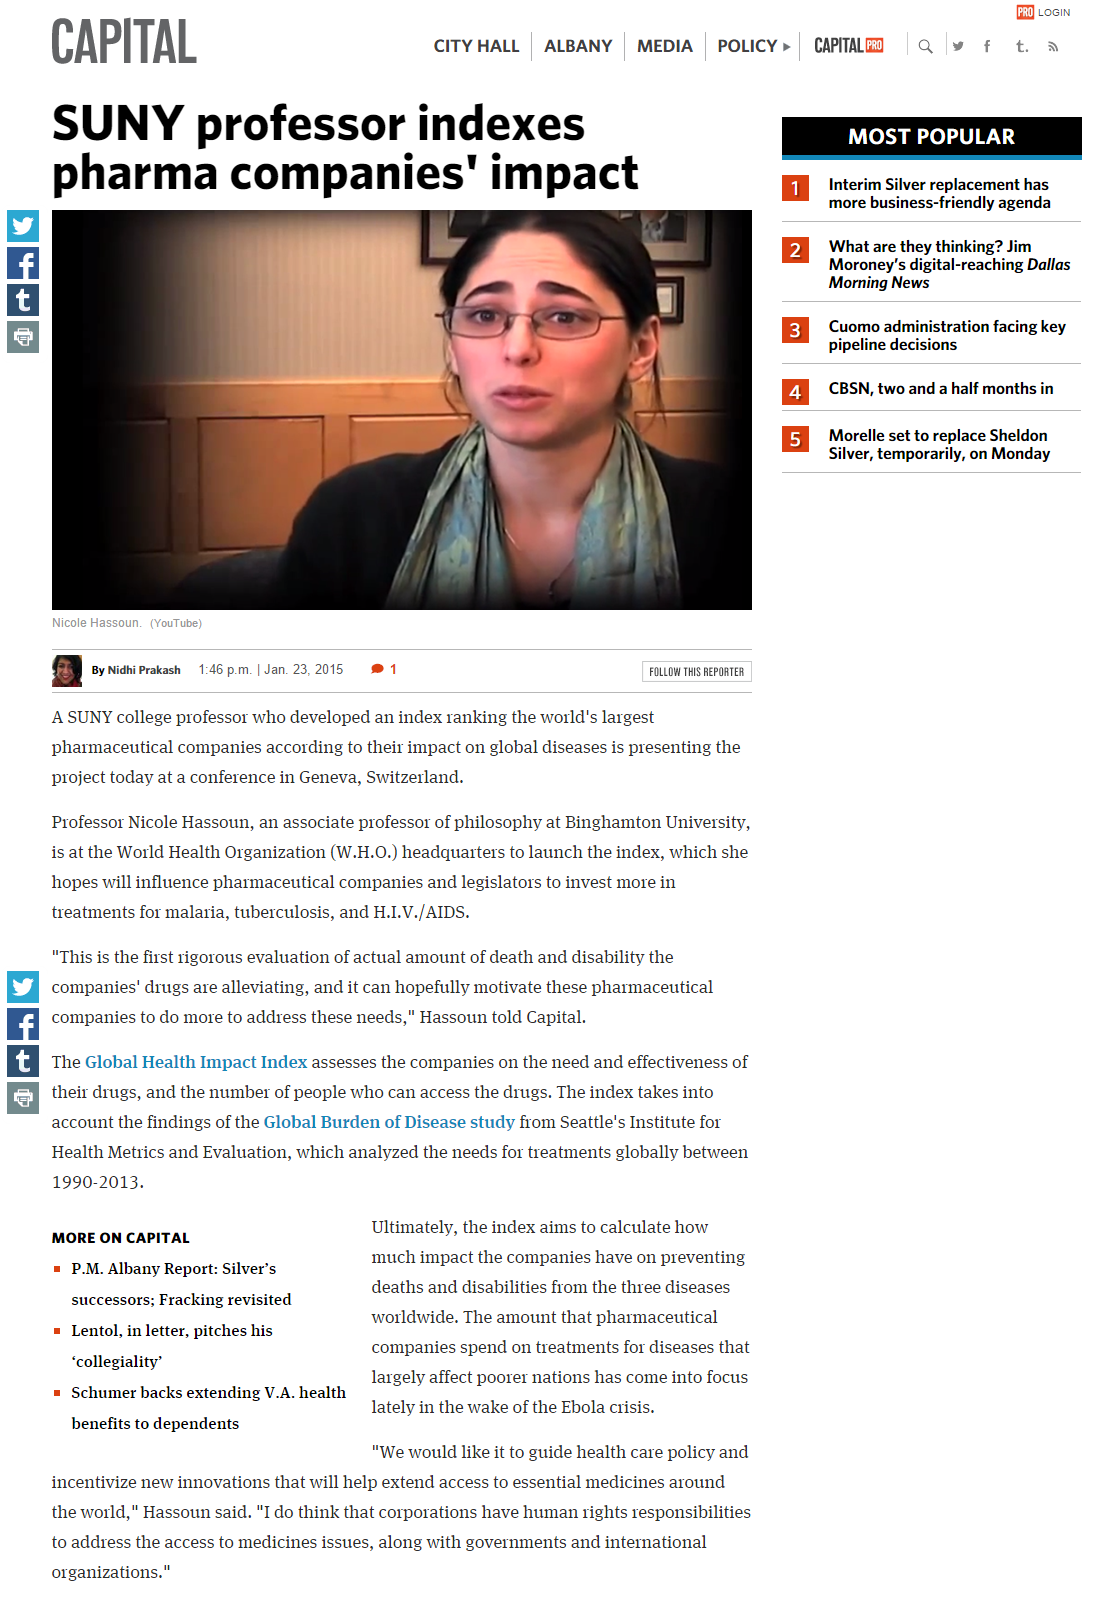 PRO LOGIN
CAPITAL
CITY HALL ALBANY MEDIA POLICY CAPITAL PRO
SUNY professor indexes
pharma companies' impact
Nicole Hassoun. (YouTube)
By Nidhi Prakash 1:46 p.m. | Jan. 23, 2015 1 FOLLOW THIS REPORTER
A SUNY college professor who developed an index ranking the world's largest
pharmaceutical companies according to their impact on global diseases is presenting the
project today at a conference in Geneva, Switzerland.
Professor Nicole Hassoun, an associate professor of philosophy at Binghamton University,
is at the World Health Organization (W.H.O.) headquarters to launch the index, which she
hopes will influence pharmaceutical companies and legislators to invest more in
treatments for malaria, tuberculosis, and H.I.V./AIDS.
"This is the first rigorous evaluation of actual amount of death and disability the
companies' drugs are alleviating, and it can hopefully motivate these pharmaceutical
companies to do more to address these needs," Hassoun told Capital.
The Global Health Impact Index assesses the companies on the need and effectiveness of
their drugs, and the number of people who can access the drugs. The index takes into
account the findings of the Global Burden of Disease study from Seattle's Institute for
Health Metrics and Evaluation, which analyzed the needs for treatments globally between
1990-2013.
MORE ON CAPITAL
P.M. Albany Report: Silver's
successors; Fracking revisited
Lentol, in letter, pitches his
‘collegiality’
Schumer backs extending V.A. health
benefits to dependents
Ultimately, the index aims to calculate how
much impact the companies have on preventing
deaths and disabilities from the three diseases
worldwide. The amount that pharmaceutical
companies spend on treatments for diseases that
largely affect poorer nations has come into focus
lately in the wake of the Ebola crisis.
"We would like it to guide health care policy and
incentivize new innovations that will help extend access to essential medicines around
the world," Hassoun said. "I do think that corporations have human rights responsibilities
to address the access to medicines issues, along with governments and international
organizations."
MOST POPULAR
1 Interim Silver replacement has
more business-friendly agenda
2 What are they thinking? Jim
Moroney's digital-reaching Dallas
Morning News
3 Cuomo administration facing key
pipeline decisions
4 CBSN, two and a half months in
5 Morelle set to replace Sheldon
Silver, temporarily, on Monday